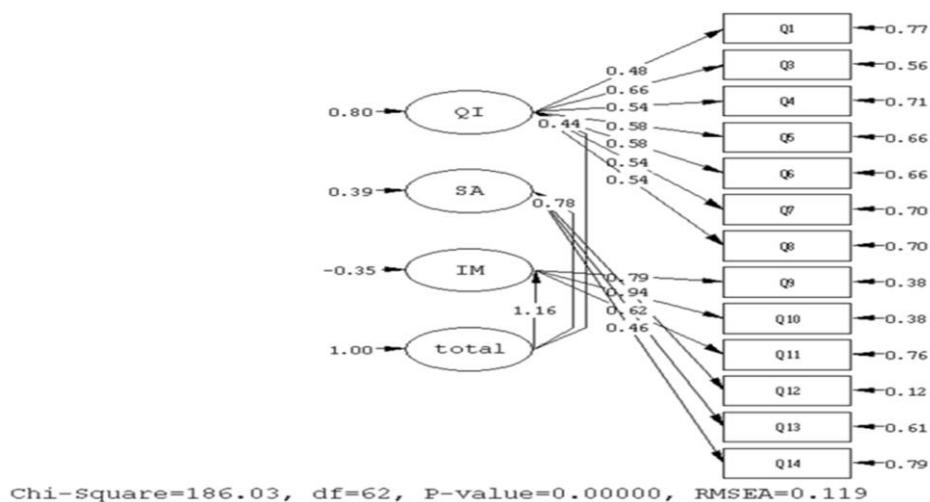 Q1 0.77
Q3 0.56
0.48
0.66
Q4 0.71
0.80 QI 0.54
0.44 0.58
Q5 0.66
0.58
0.54
Q6 0.66
0.54
0.39 SA
0.78
Q7 0.70
Q8 0.70
-0.35 IM 0.79
Q9 0.38
0.94
1.16 0.62
Q10 0.38
0.46
1.00 total
Q11 0.76
Q12 0.12
Q13 0.61
Q14 0.79
Chi-Square=186.03, df=62, P-value=0.00000, RMSEA=0.119